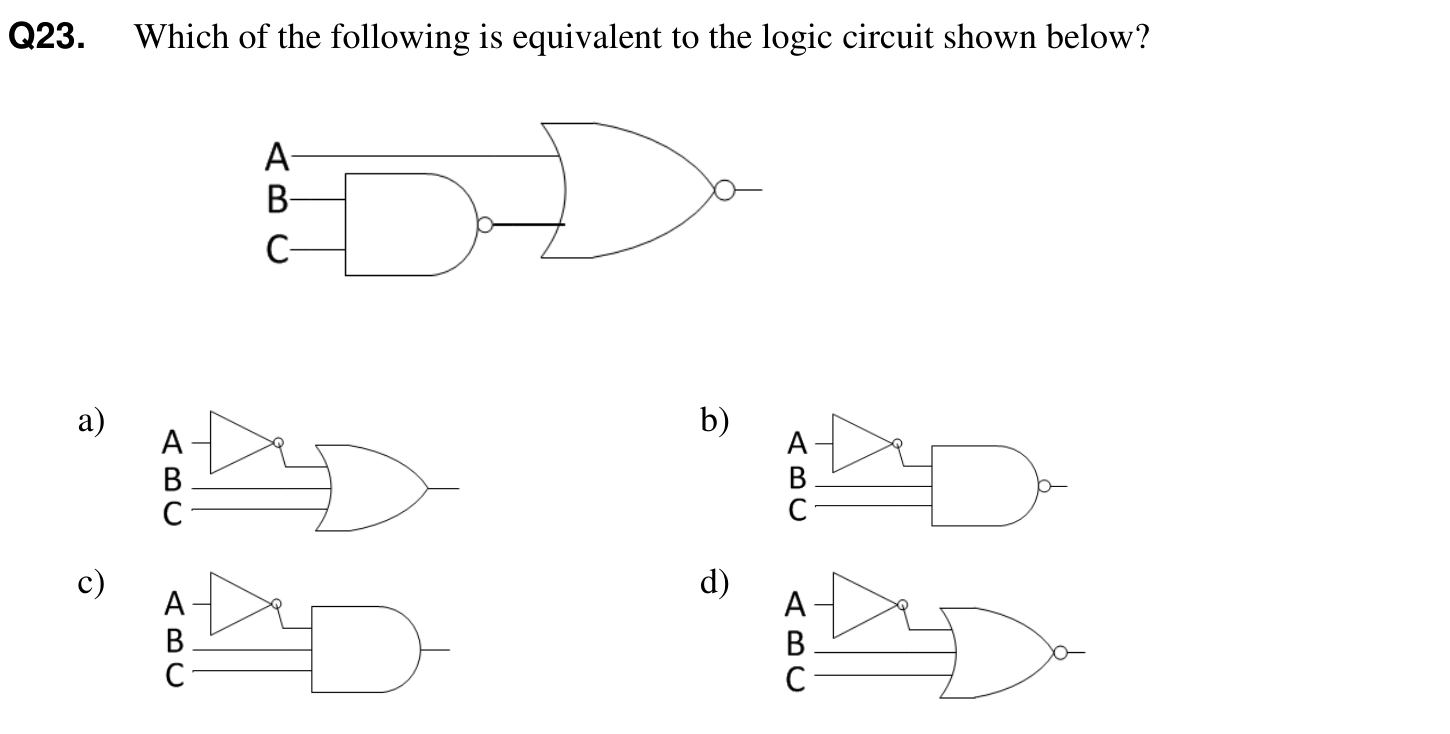 Q23. Which of the following is equivalent to the logic circuit shown below?
A
B
C
a)
A
B
C
b)
A
B
C
c)
A
B
C
d)
A
B
C